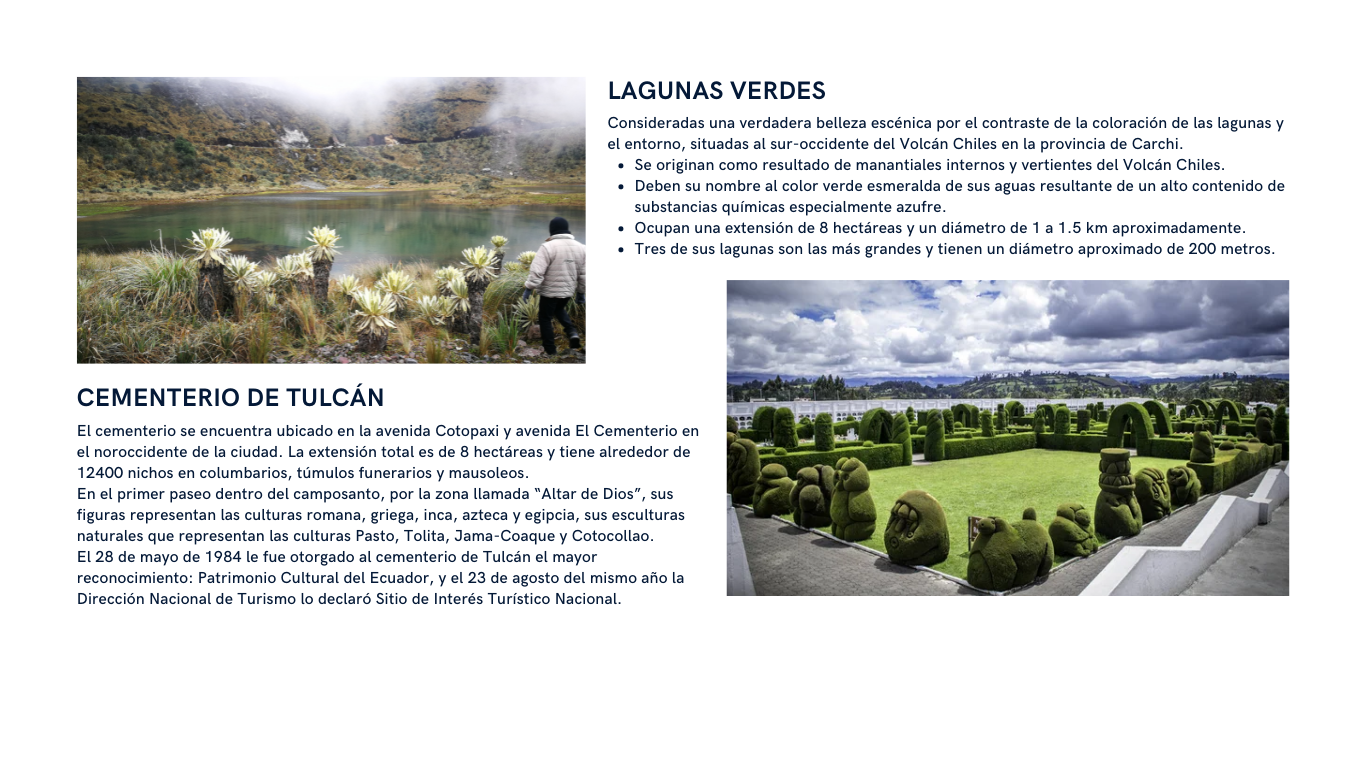 LAGUNAS VERDES
Consideradas una verdadera belleza escénica por el contraste de la coloración de las lagunas y
el entorno, situadas al sur-occidente del Volcán Chiles en la provincia de Carchi.
• Se originan como resultado de manantiales internos y vertientes del Volcán Chiles.
• Deben su nombre al color verde esmeralda de sus aguas resultante de un alto contenido de
substancias químicas especialmente azufre.
• Ocupan una extensión de 8 hectáreas y un diámetro de 1 a 1.5 km aproximadamente.
• Tres de sus lagunas son las más grandes y tienen un diámetro aproximado de 200 metros.
CEMENTERIO DE TULCÁN
El cementerio se encuentra ubicado en la avenida Cotopaxi y avenida El Cementerio en
el noroccidente de la ciudad. La extensión total es de 8 hectáreas y tiene alrededor de
12400 nichos en columbarios, túmulos funerarios y mausoleos.
En el primer paseo dentro del camposanto, por la zona llamada “Altar de Dios”, sus
figuras representan las culturas romana, griega, inca, azteca y egipcia, sus esculturas
naturales que representan las culturas Pasto, Tolita, Jama-Coaque y Cotocollao.
El 28 de mayo de 1984 le fue otorgado al cementerio de Tulcán el mayor
reconocimiento: Patrimonio Cultural del Ecuador, y el 23 de agosto del mismo año la
Dirección Nacional de Turismo lo declaró Sitio de Interés Turístico Nacional.